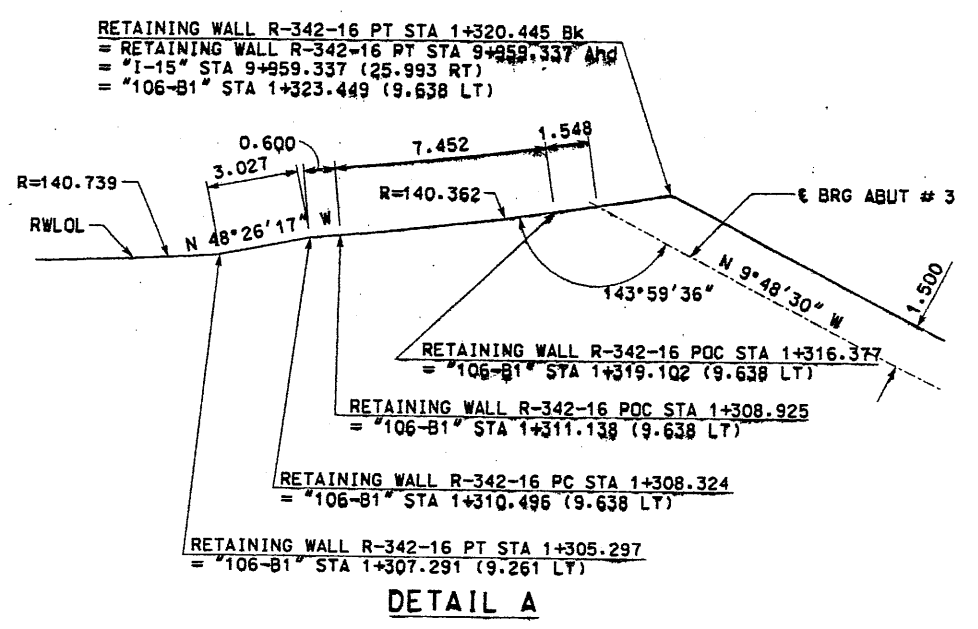 RETAINING WALL R-342-16 PT STA 1+320.445 Bk
= RETAINING WALL R-342-16 PT STA 9+959.337 Ahd
= "I-15" STA 9+959.337 (25.993 RT)
= "106-B1" STA 1+323.449 (9.638 LT)
0.600
7.452
1.548
3.027
R=140.739
R=140.362
℄ BRG ABUT # 3
RWLOL
N 48°26'17" W
N 9°48'30" W
143°59'36"
1.500
RETAINING WALL R-342-16 POC STA 1+316.377
= "106-B1" STA 1+319.102 (9.638 LT)
RETAINING WALL R-342-16 POC STA 1+308.925
= "106-B1" STA 1+311.138 (9.638 LT)
RETAINING WALL R-342-16 PC STA 1+308.324
= "106-B1" STA 1+310.496 (9.638 LT)
RETAINING WALL R-342-16 PT STA 1+305.297
= "106-B1" STA 1+307.291 (9.261 LT)
DETAIL A